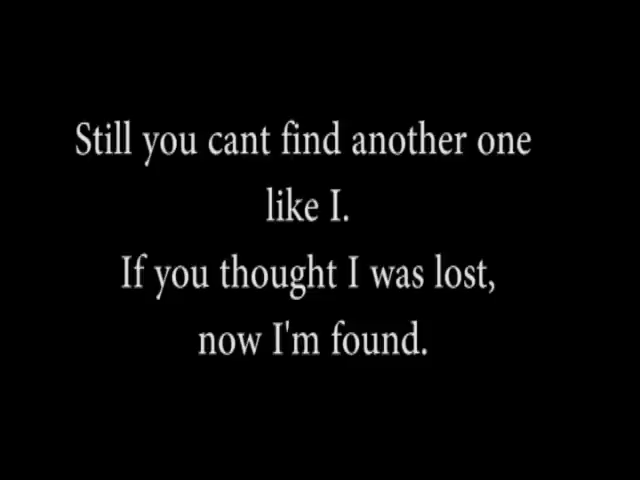 Still you cant find another one
like I.
If you thought I was lost,
now I'm found.